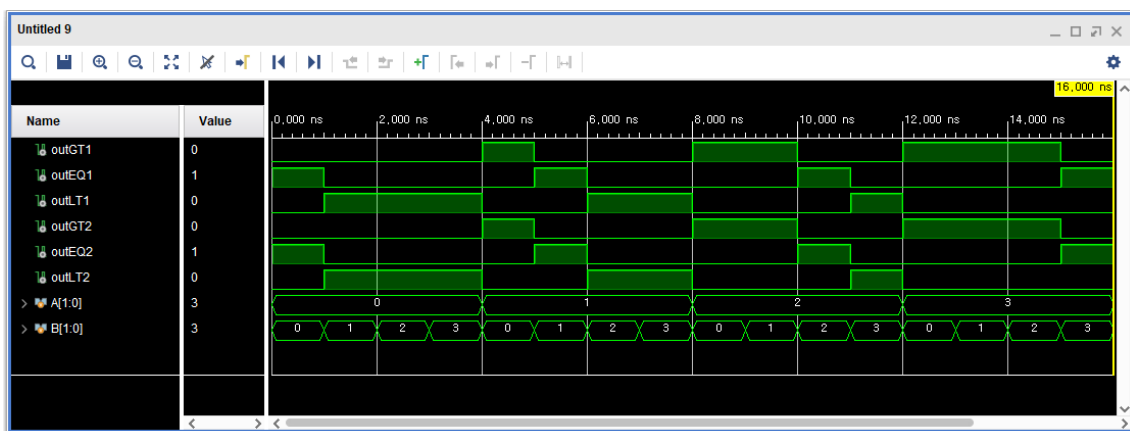 Untitled 9
16,000 ns
Name Value 0,000 ns 2,000 ns 4,000 ns 6,000 ns 8,000 ns 10,000 ns 12,000 ns 14,000 ns
outGT1 0
outEQ1 1
outLT1 0
outGT2 0
outEQ2 1
outLT2 0
A[1:0] 3 0 1 2 3
B[1:0] 3 0 1 2 3 0 1 2 3 0 1 2 3 0 1 2 3